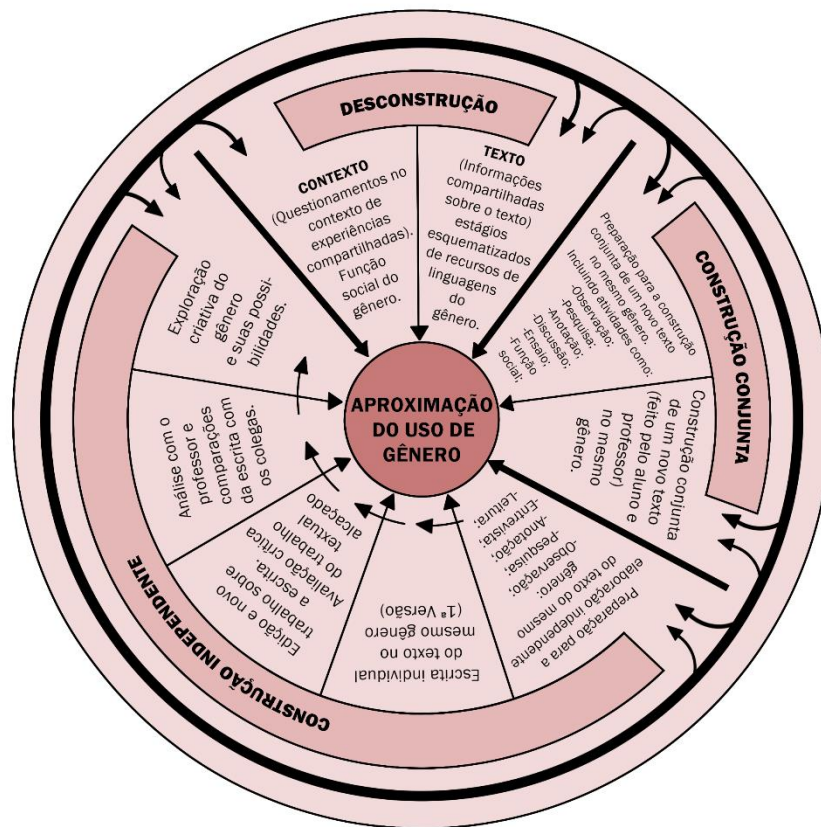 DESCONSTRUÇÃO
CONTEXTO
(Questionamentos no
contexto de
experiências
compartilhadas).
Função
social do
gênero.
TEXTO
(Informações
compartilhadas
sobre o texto)
estágios
esquematizados
de recursos de
linguagens
do
gênero.
CONSTRUÇÃO CONJUNTA
Preparação para a construção
conjunta de um novo texto
no mesmo gênero.
Incluindo atividades como:
-Observação;
-Pesquisa;
-Anotação;
-Discussão;
-Ensaio;
-Função
social;
Construção conjunta
de um novo texto
(feito pelo aluno e
professor)
no mesmo
gênero.
CONSTRUÇÃO INDEPENDENTE
Preparação para a
elaboração independente
do texto do mesmo
gênero:
-Observação;
-Pesquisa;
-Anotação;
-Entrevista;
-Leitura;
Escrita individual
do texto no
mesmo gênero
(1ª Versão)
Edição e novo
trabalho sobre
a escrita.
Avaliação crítica
do trabalho
textual
alcaçado
Análise com o
professor e
comparações
da escrita com
os colegas.
Exploração
criativa do
gênero
e suas possi-
bilidades.
APROXIMAÇÃO
DO USO DE
GÊNERO